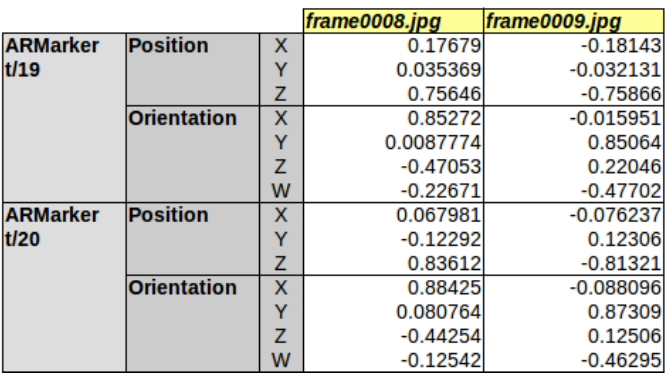 frame0008.jpg frame0009.jpg
ARMarker Position X 0.17679 -0.18143
t/19 Y 0.035369 -0.032131
Z 0.75646 -0.75866
Orientation X 0.85272 -0.015951
Y 0.0087774 0.85064
Z -0.47053 0.22046
W -0.22671 -0.47702
ARMarker Position X 0.067981 -0.076237
t/20 Y -0.12292 0.12306
Z 0.83612 -0.81321
Orientation X 0.88425 -0.088096
Y 0.080764 0.87309
Z -0.44254 0.12506
W -0.12542 -0.46295